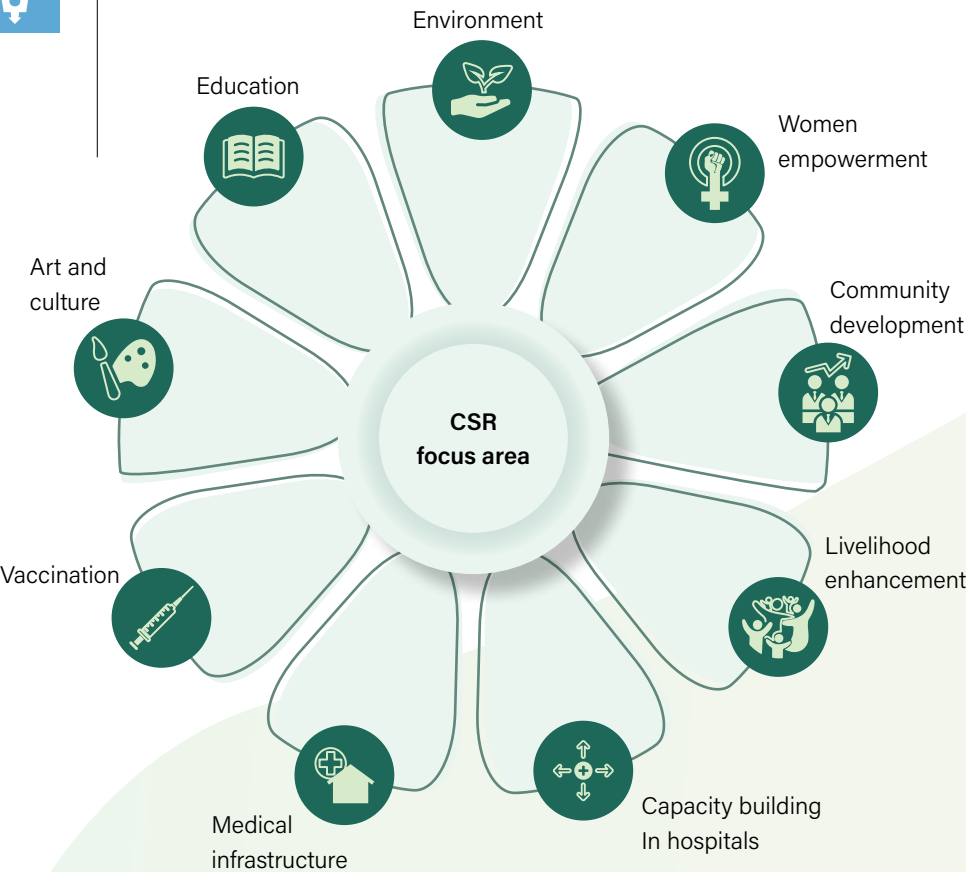 Environment
Education
Women
empowerment
Art and
culture
Community
development
CSR
focus area
Livelihood
enhancement
Vaccination
Capacity building
In hospitals
Medical
infrastructure